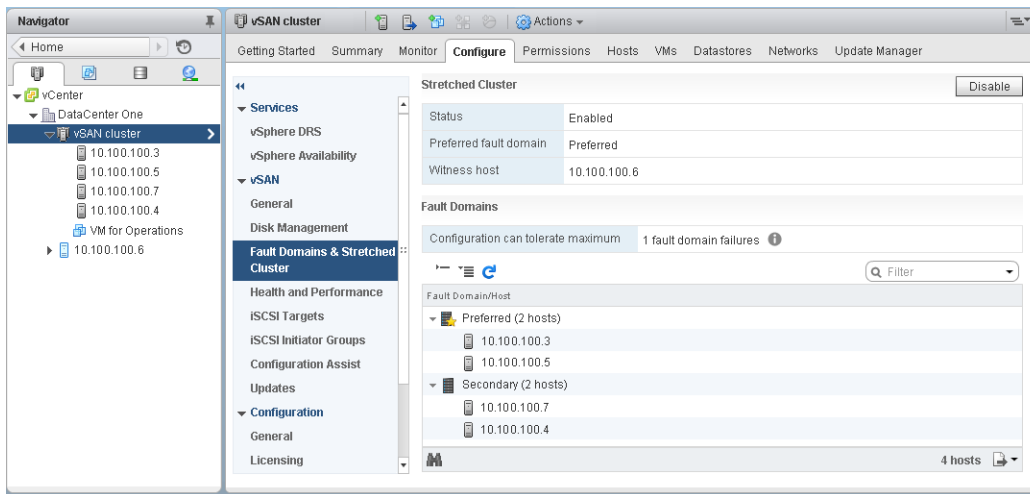 Navigator
Home
vCenter
DataCenter One
vSAN cluster
10.100.100.3
10.100.100.5
10.100.100.7
10.100.100.4
VM for Operations
10.100.100.6
vSAN cluster
Actions
Getting Started Summary Monitor Configure Permissions Hosts VMs Datastores Networks Update Manager
Services
vSphere DRS
vSphere Availability
vSAN
General
Disk Management
Fault Domains & Stretched
Cluster
Health and Performance
iSCSI Targets
iSCSI Initiator Groups
Configuration Assist
Updates
Configuration
General
Licensing
Stretched Cluster
Disable
Status Enabled
Preferred fault domain Preferred
Witness host 10.100.100.6
Fault Domains
Configuration can tolerate maximum 1 fault domain failures
Filter
Fault Domain/Host
Preferred (2 hosts)
10.100.100.3
10.100.100.5
Secondary (2 hosts)
10.100.100.7
10.100.100.4
4 hosts